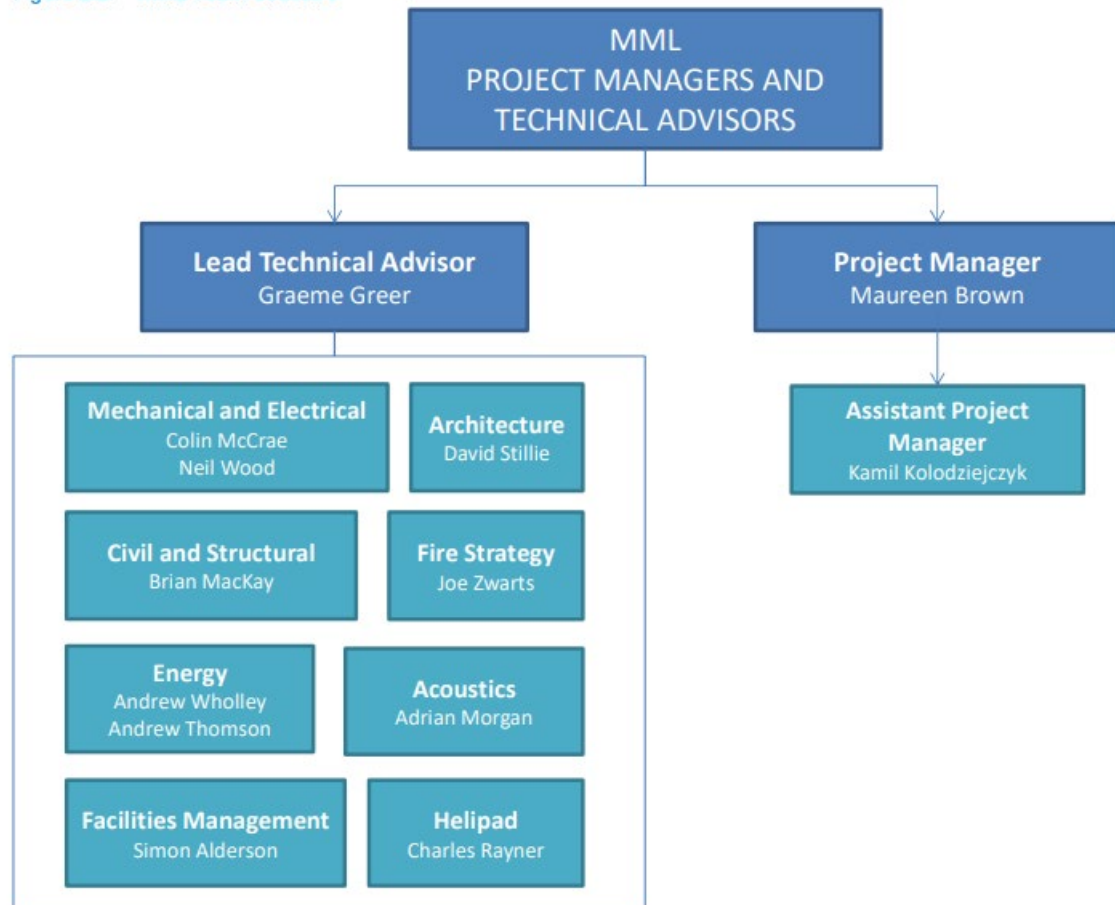 MML
PROJECT MANAGERS AND
TECHNICAL ADVISORS
Lead Technical Advisor
Graeme Greer
Project Manager
Maureen Brown
Mechanical and Electrical
Colin McCrae
Neil Wood
Architecture
David Stillie
Assistant Project
Manager
Kamil Kolodziejczyk
Civil and Structural
Brian MacKay
Fire Strategy
Joe Zwarts
Energy
Andrew Wholley
Andrew Thomson
Acoustics
Adrian Morgan
Facilities Management
Simon Alderson
Helipad
Charles Rayner